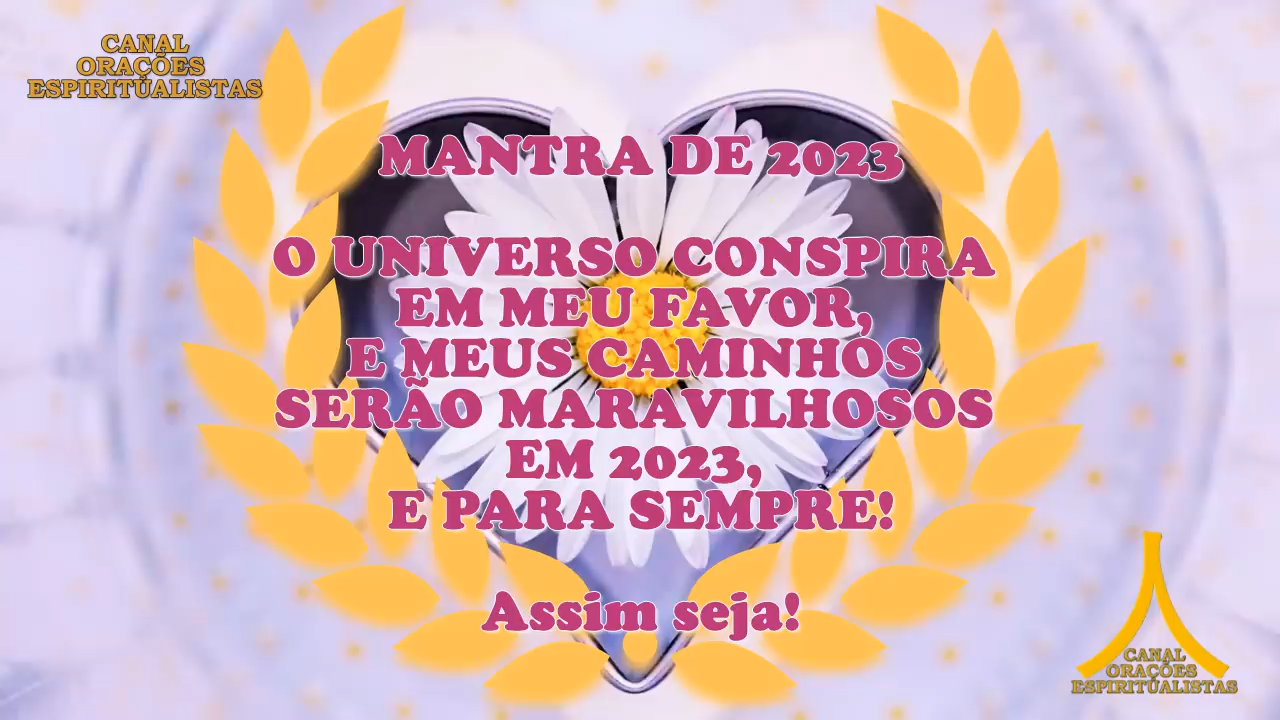 CANAL
ORAÇÕES
ESPIRITUALISTAS
MANTRA DE 2023
O UNIVERSO CONSPIRA
EM MEU FAVOR,
E MEUS CAMINHOS
SERÃO MARAVILHOSOS
EM 2023,
E PARA SEMPRE!
Assim seja!
CANAL
ORAÇÕES
ESPIRITUALISTAS